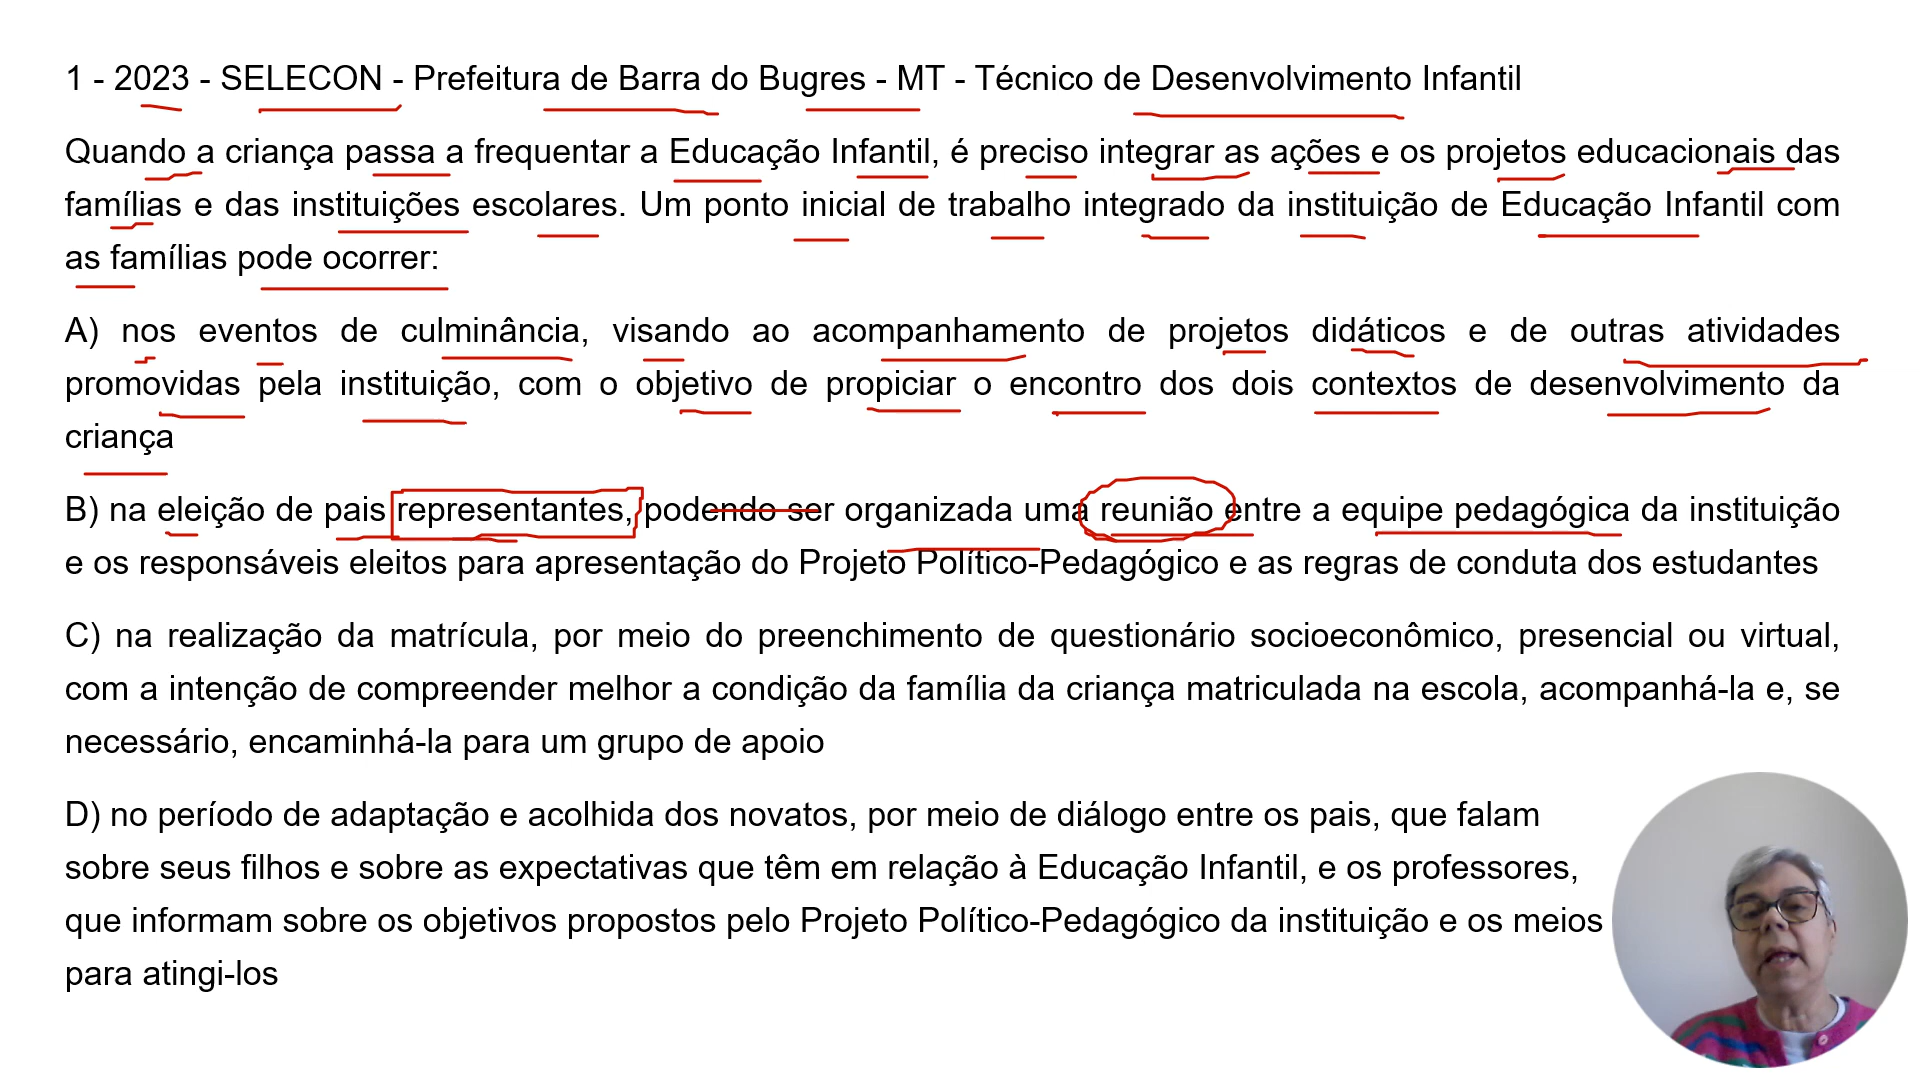 1 - 2023 - SELECON - Prefeitura de Barra do Bugres - MT - Técnico de Desenvolvimento Infantil
Quando a criança passa a frequentar a Educação Infantil, é preciso integrar as ações e os projetos educacionais das
famílias e das instituições escolares. Um ponto inicial de trabalho integrado da instituição de Educação Infantil com
as famílias pode ocorrer:
A) nos eventos de culminância, visando ao acompanhamento de projetos didáticos e de outras atividades
promovidas pela instituição, com o objetivo de propiciar o encontro dos dois contextos de desenvolvimento da
criança
B) na eleição de pais representantes, podendo ser organizada uma reunião entre a equipe pedagógica da instituição
e os responsáveis eleitos para apresentação do Projeto Político-Pedagógico e as regras de conduta dos estudantes
C) na realização da matrícula, por meio do preenchimento de questionário socioeconômico, presencial ou virtual,
com a intenção de compreender melhor a condição da família da criança matriculada na escola, acompanhá-la e, se
necessário, encaminhá-la para um grupo de apoio
D) no período de adaptação e acolhida dos novatos, por meio de diálogo entre os pais, que falam
sobre seus filhos e sobre as expectativas que têm em relação à Educação Infantil, e os professores,
que informam sobre os objetivos propostos pelo Projeto Político-Pedagógico da instituição e os meios
para atingi-los